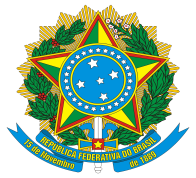 REPÚBLICA FEDERATIVA DO BRASIL
15 de Novembro
de 1889